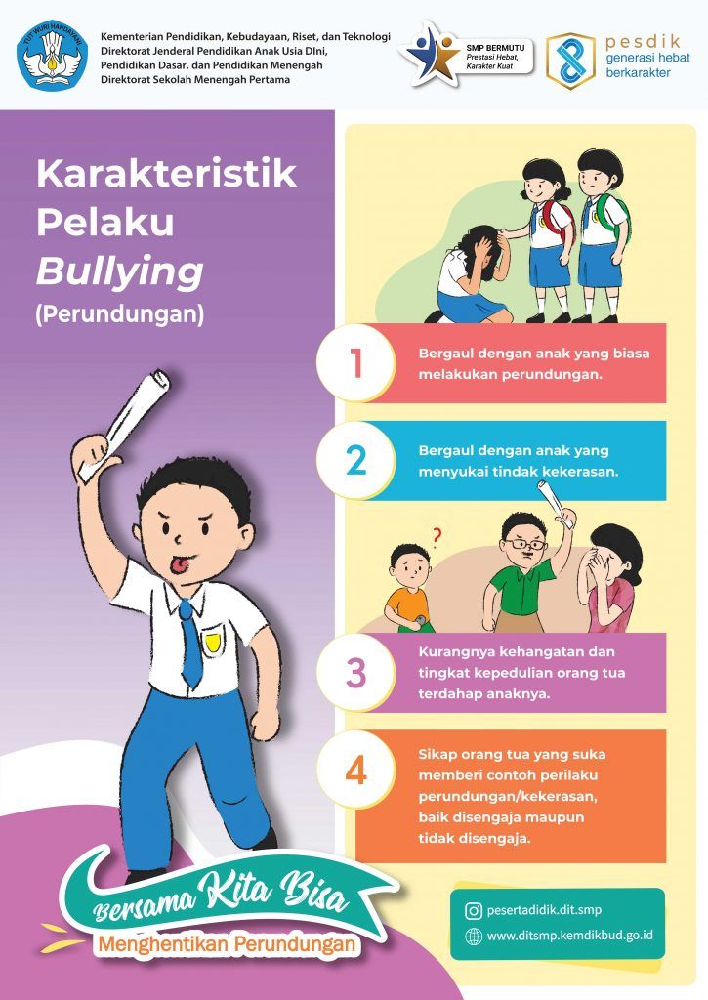 TUT WURI HANDAYANI
Kementerian Pendidikan, Kebudayaan, Riset, dan Teknologi
Direktorat Jenderal Pendidikan Anak Usia DIni,
Pendidikan Dasar, dan Pendidikan Menengah
Direktorat Sekolah Menengah Pertama
SMP BERMUTU
Prestasi Hebat,
Karakter Kuat
pesdik
generasi hebat
berkarakter
Karakteristik
Pelaku
Bullying
(Perundungan)
1
Bergaul dengan anak yang biasa
melakukan perundungan.
2
Bergaul dengan anak yang
menyukai tindak kekerasan.
?
3
Kurangnya kehangatan dan
tingkat kepedulian orang tua
terdahap anaknya.
4
Sikap orang tua yang suka
memberi contoh perilaku
perundungan/kekerasan,
baik disengaja maupun
tidak disengaja.
Bersama Kita Bisa
Menghentikan Perundungan
pesertadidik.dit.smp
www.ditsmp.kemdikbud.go.id